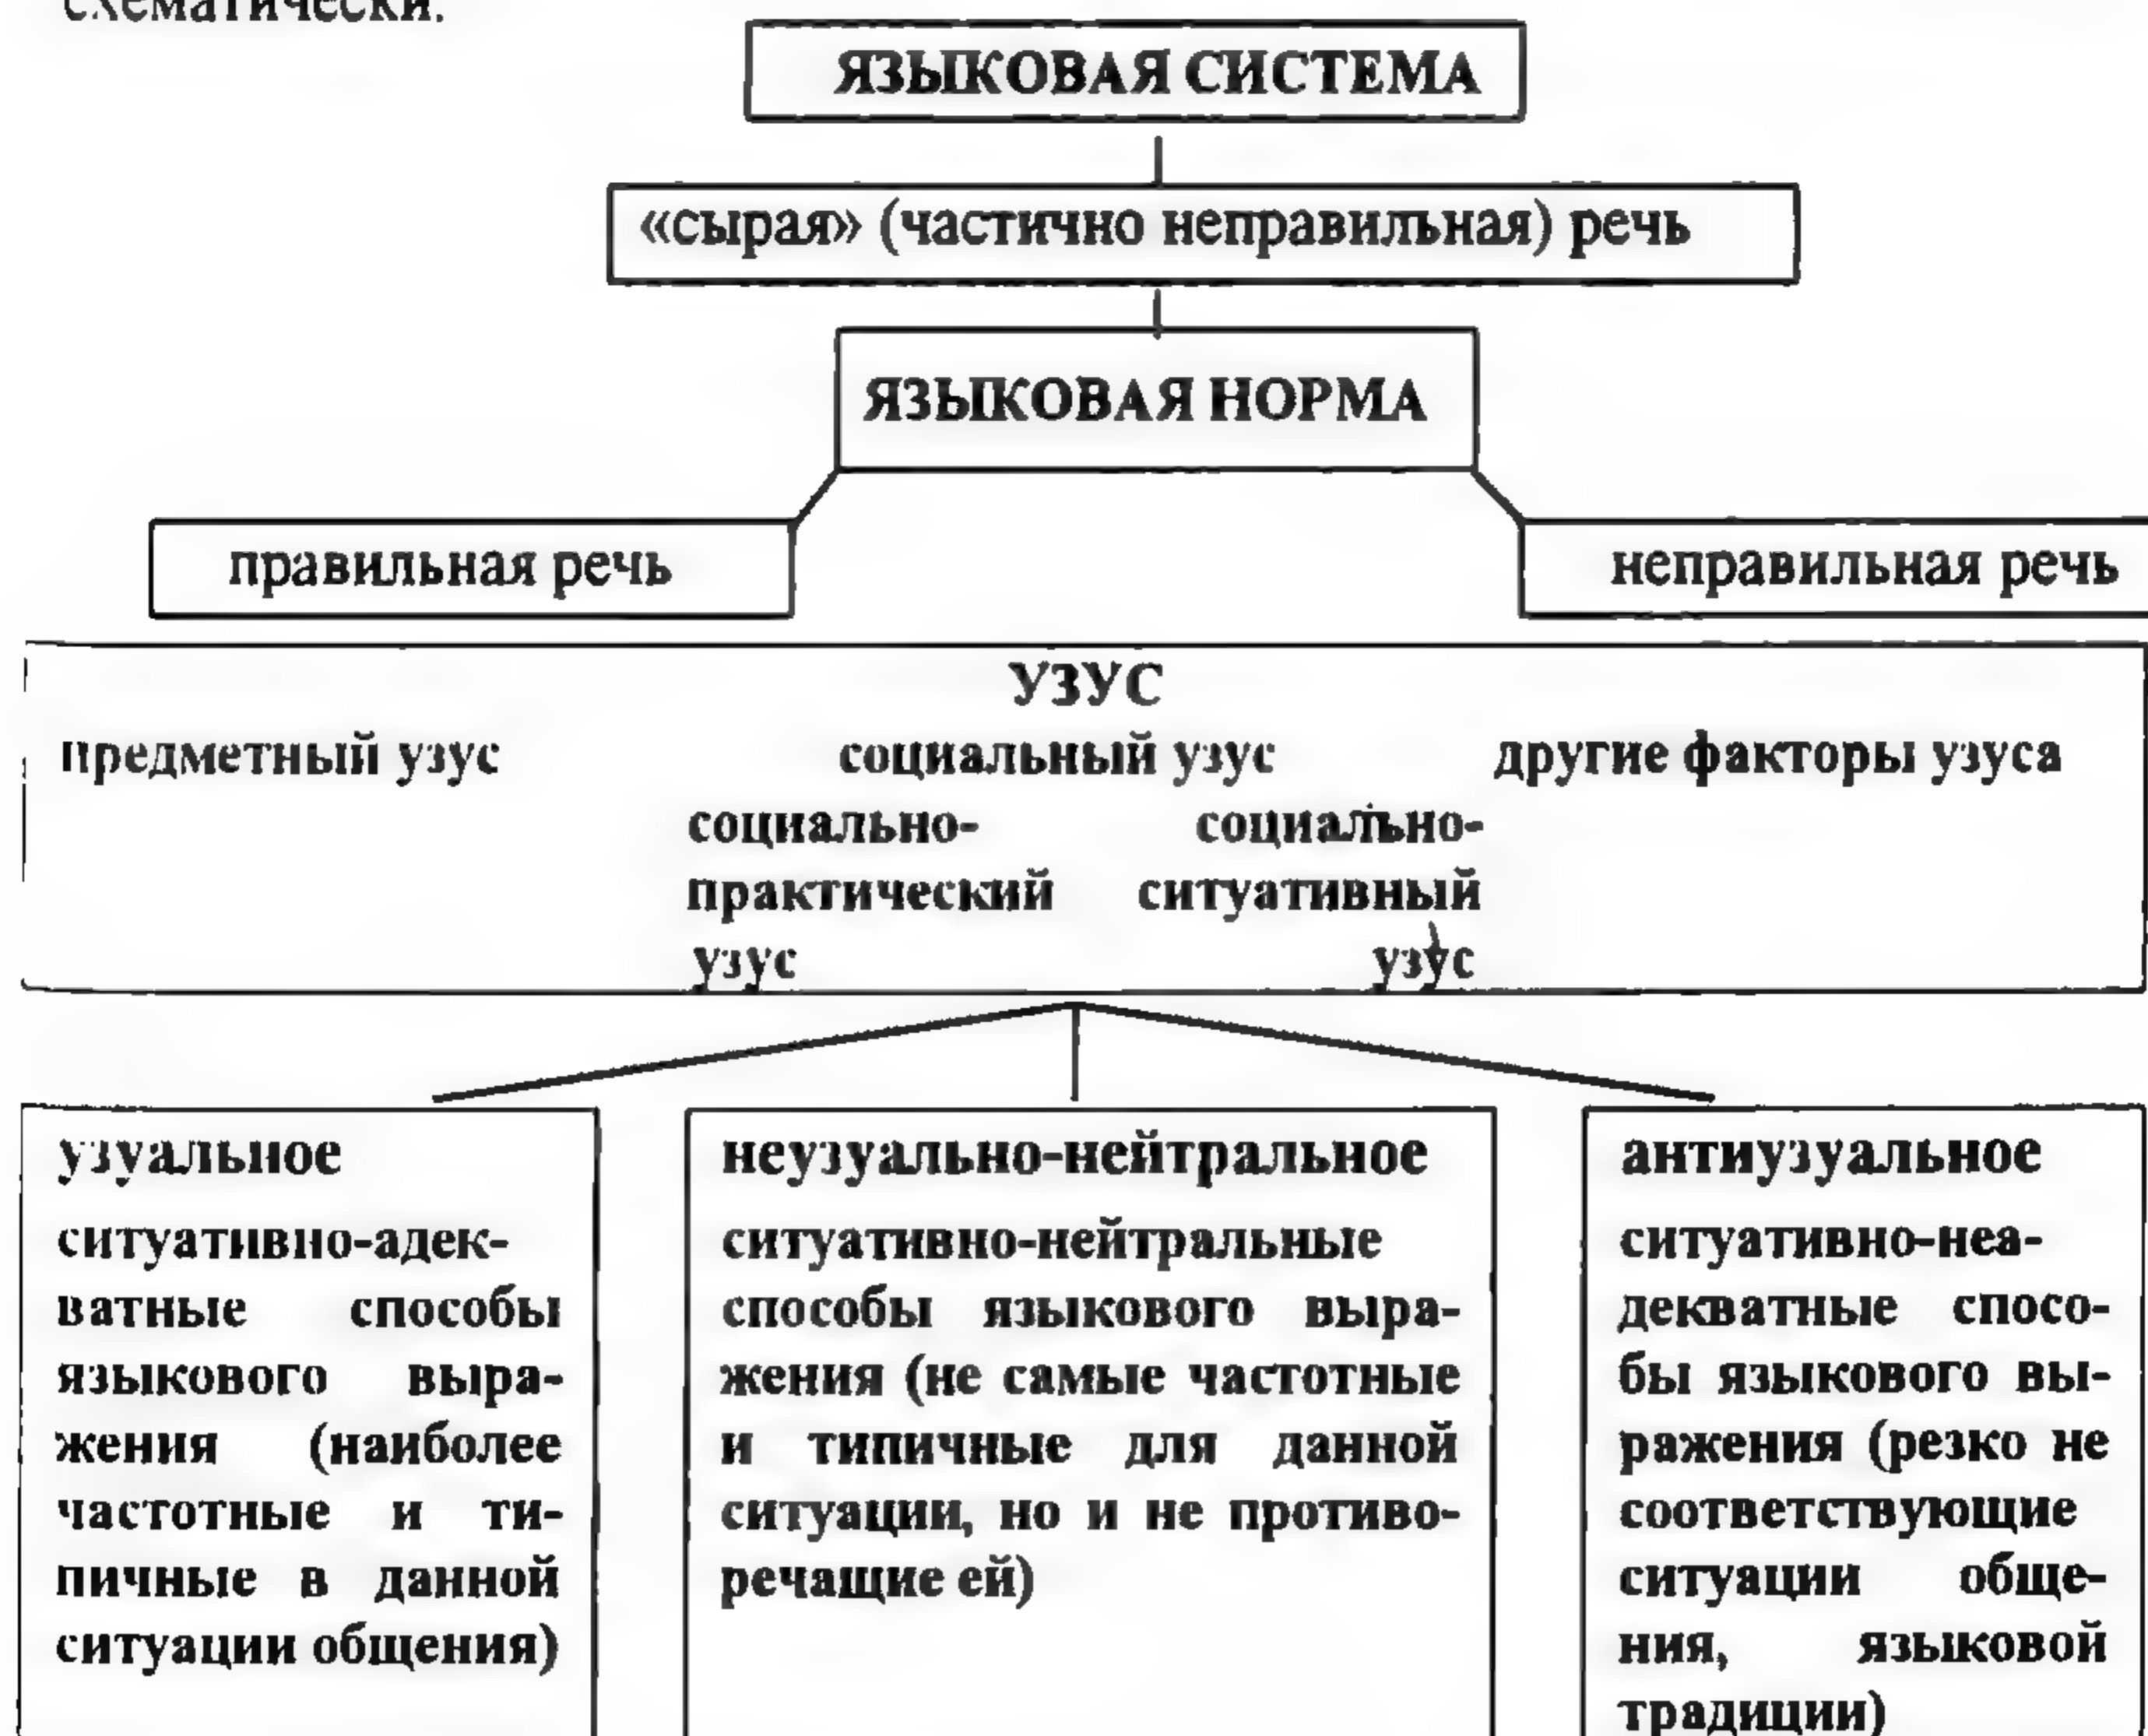 схематически.
ЯЗЫКОВАЯ СИСТЕМА
«сырая» (частично неправильная) речь
ЯЗЫКОВАЯ НОРМА
правильная речь
неправильная речь
УЗУС
предметный узус
социальный узус
другие факторы узуса
социально-
практический
узус
социально-
ситуативный
узус
узуальное
ситуативно-адек-
ватные способы
языкового выра-
жения (наиболее
частотные и ти-
пичные в данной
ситуации общения)
неузуально-нейтральное
ситуативно-нейтральные
способы языкового выра-
жения (не самые частотные
и типичные для данной
ситуации, но и не противо-
речащие ей)
антиузуальное
ситуативно-неа-
декватные спосо-
бы языкового вы-
ражения (резко не
соответствующие
ситуации обще-
ния, языковой
традиции)